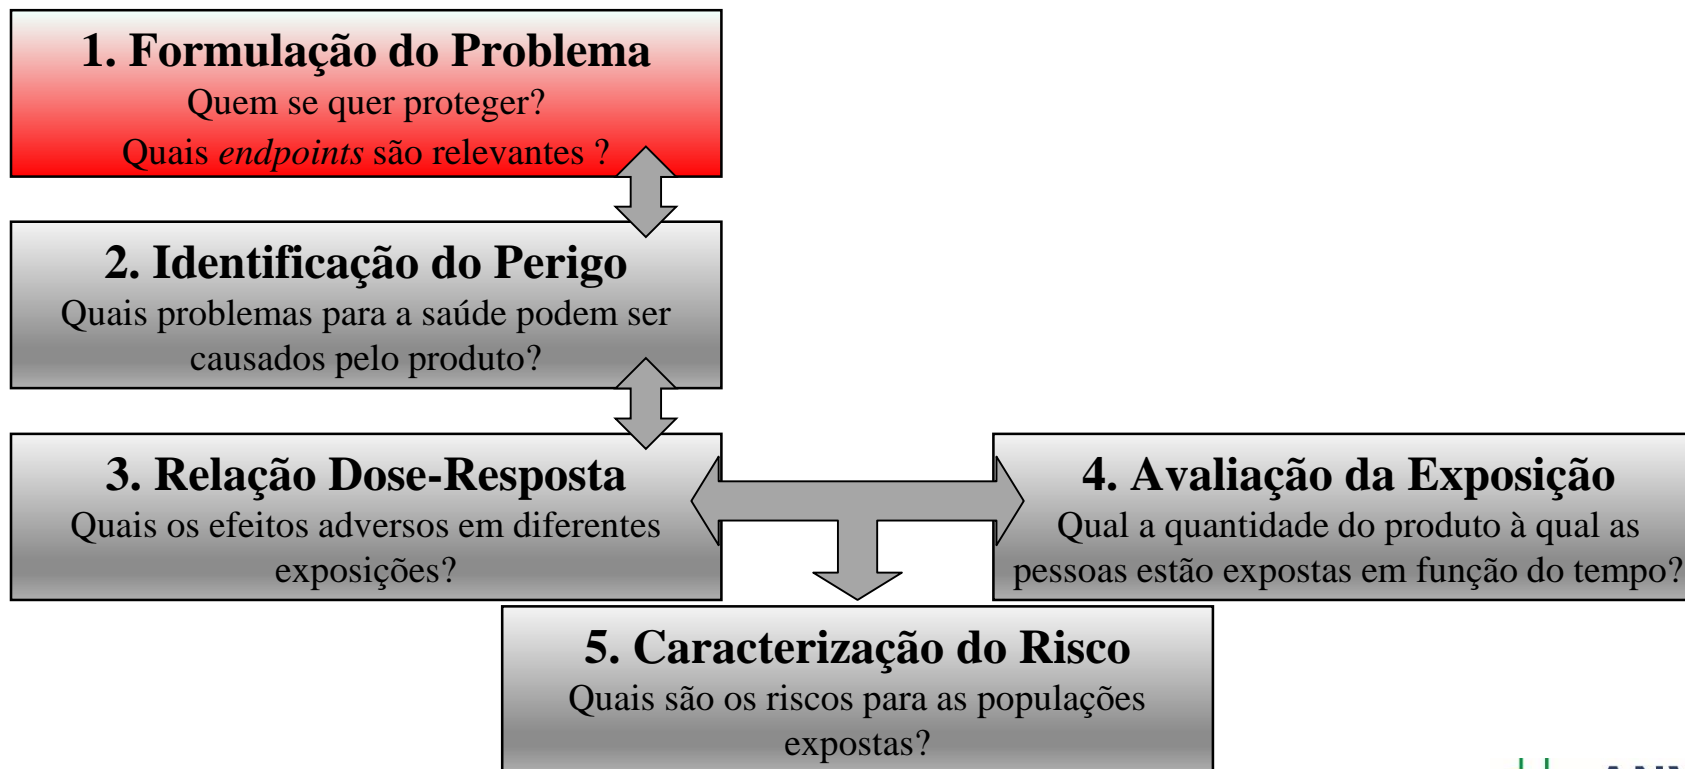 1. Formulação do Problema
Quem se quer proteger?
Quais endpoints são relevantes ?
2. Identificação do Perigo
Quais problemas para a saúde podem ser
causados pelo produto?
3. Relação Dose-Resposta
Quais os efeitos adversos em diferentes
exposições?
4. Avaliação da Exposição
Qual a quantidade do produto à qual as
pessoas estão expostas em função do tempo?
5. Caracterização do Risco
Quais são os riscos para as populações
expostas?